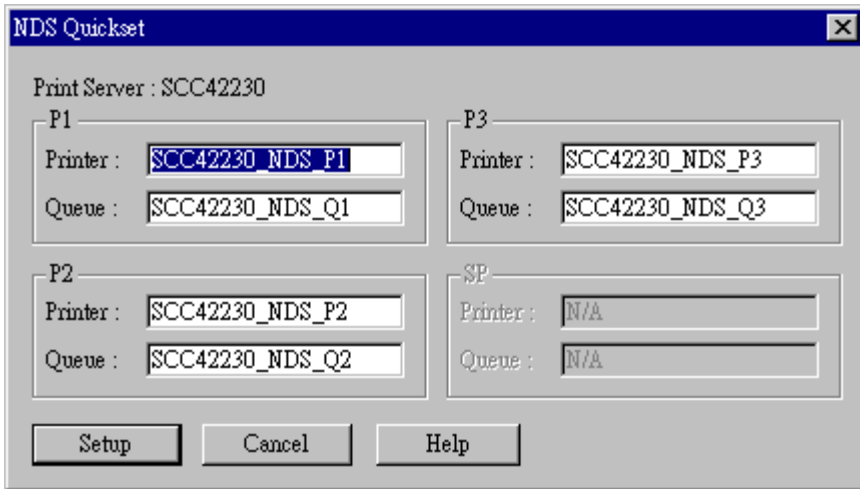 NDS Quickset
Print Server : SCC42230
P1
Printer : SCC42230_NDS_P1
Queue : SCC42230_NDS_Q1
P3
Printer : SCC42230_NDS_P3
Queue : SCC42230_NDS_Q3
P2
Printer : SCC42230_NDS_P2
Queue : SCC42230_NDS_Q2
SP
Printer : N/A
Queue : N/A
Setup Cancel Help